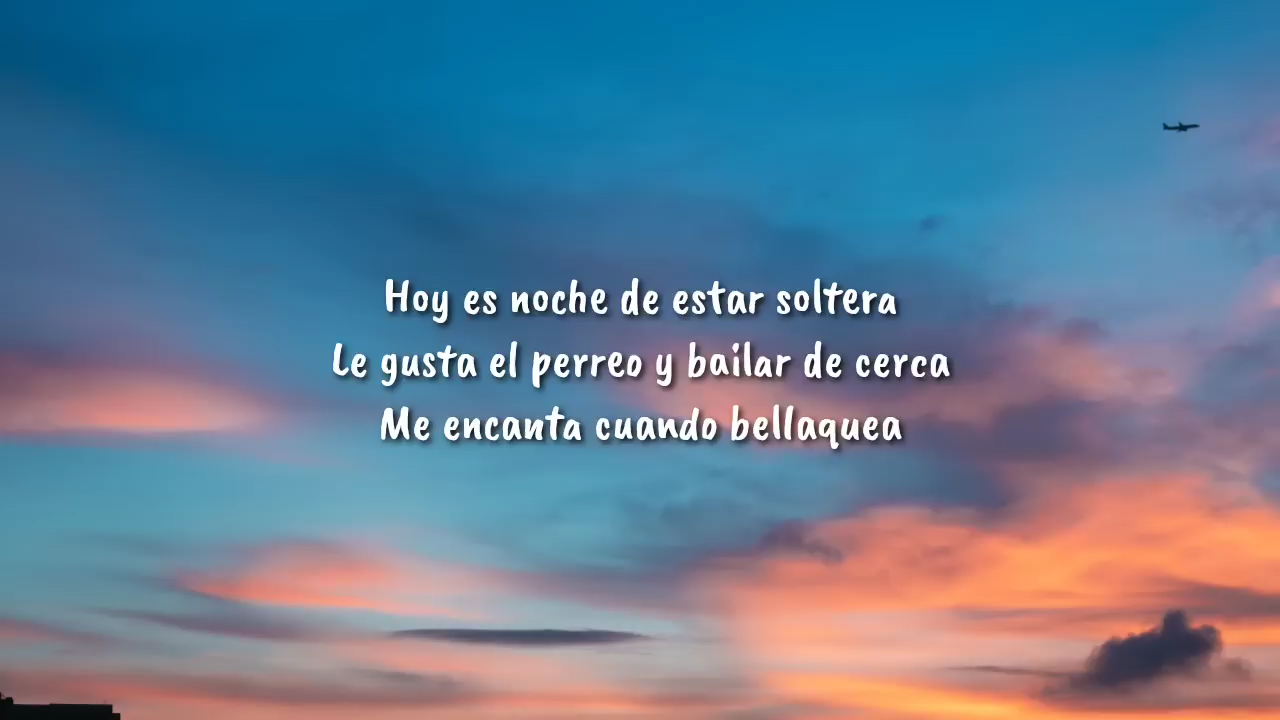 Hoy es noche de estar soltera
Le gusta el perreo y bailar de cerca
Me encanta cuando bellaquea